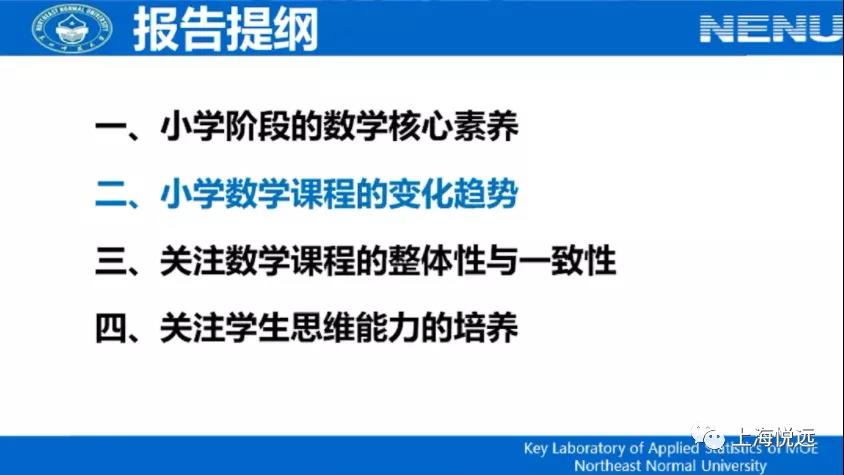 NORTHEAST NORMAL UNIVERSITY
报告提纲
NENU
一、小学阶段的数学核心素养
二、小学数学课程的变化趋势
三、关注数学课程的整体性与一致性
四、关注学生思维能力的培养
上海悦远
Key Laboratory of Applied Statistics of MOE
Northeast Normal University